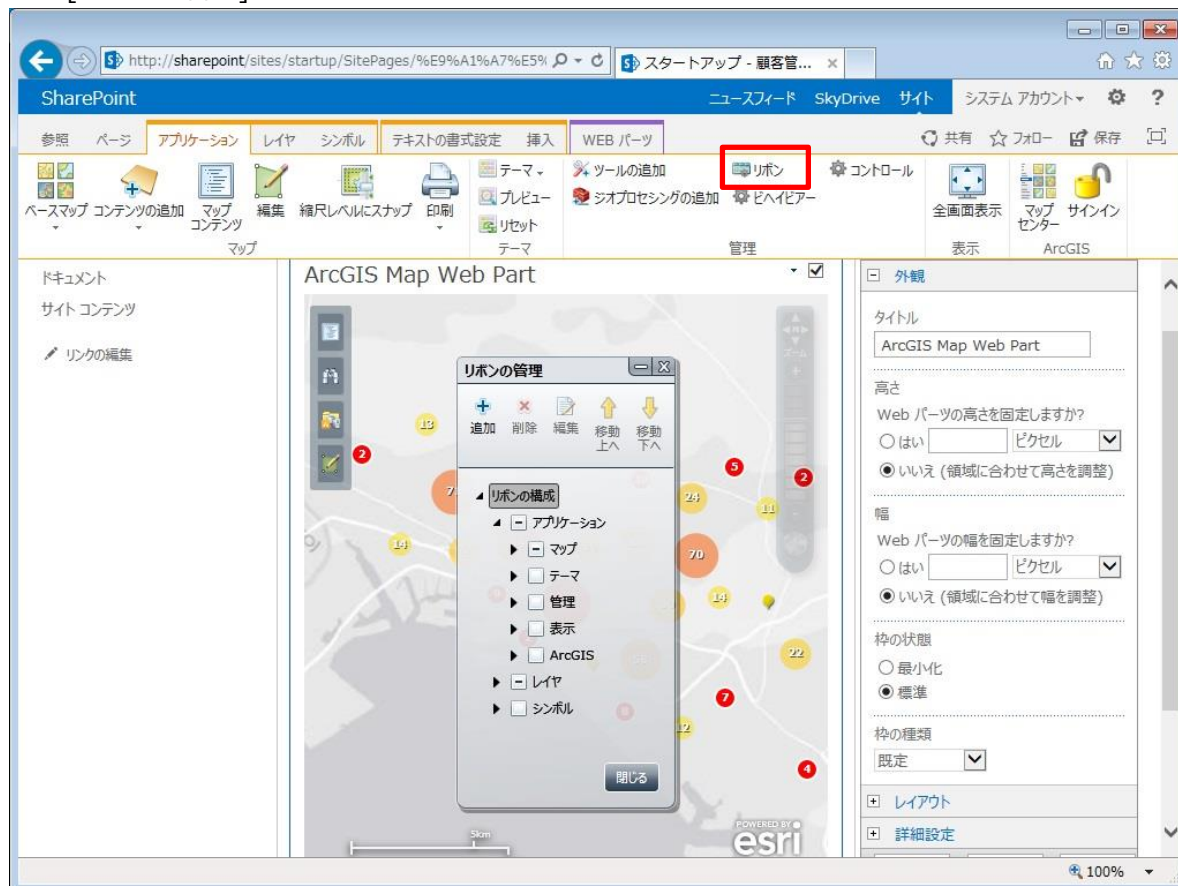 http://sharepoint/sites/startup/SitePages/%E9%A1%A7%E5%
スタートアップ - 顧客管...
SharePoint
ニュースフィード SkyDrive サイト システム アカウント ?
参照 ページ アプリケーション レイヤ シンボル テキストの書式設定 挿入 WEB パーツ 共有 フォロー 保存
ベースマップ コンテンツの追加 マップ コンテンツ 編集 縮尺レベルにスナップ 印刷
テーマ
プレビュー
リセット
ツールの追加
ジオプロセシングの追加
リボン
ビヘイビアー
コントロール
全画面表示 マップ センター サインイン
マップ テーマ 管理 表示 ArcGIS
ドキュメント
サイト コンテンツ
リンクの編集
ArcGIS Map Web Part
リボンの管理
追加 削除 編集 移動 上へ 移動 下へ
リボンの構成
アプリケーション
マップ
テーマ
管理
表示
ArcGIS
レイヤ
シンボル
閉じる
13
2
14
5
2
24
11
70
14
22
7
12
4
5km
POWERED BY
esri
外観
タイトル
ArcGIS Map Web Part
高さ
Web パーツの高さを固定しますか?
はい ピクセル
いいえ (領域に合わせて高さを調整)
幅
Web パーツの幅を固定しますか?
はい ピクセル
いいえ (領域に合わせて幅を調整)
枠の状態
最小化
標準
枠の種類
既定
レイアウト
詳細設定
100%